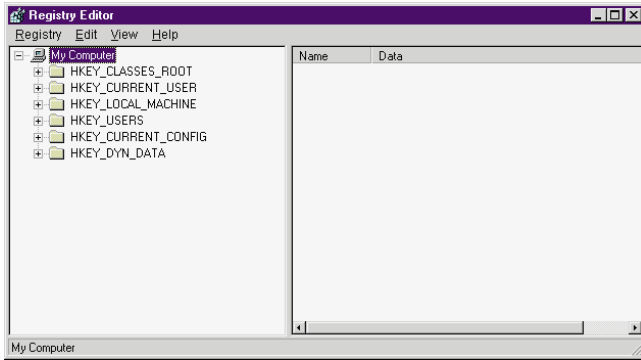 Registry Editor
Registry Edit View Help
My Computer
Name Data
HKEY_CLASSES_ROOT
HKEY_CURRENT_USER
HKEY_LOCAL_MACHINE
HKEY_USERS
HKEY_CURRENT_CONFIG
HKEY_DYN_DATA
My Computer